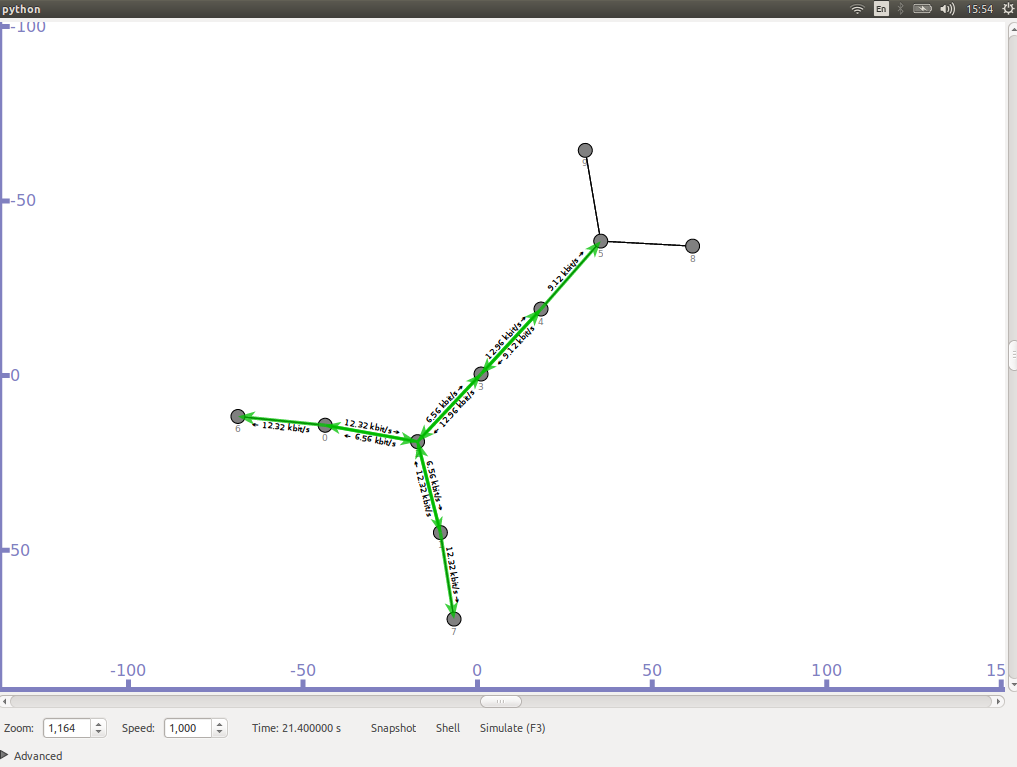 python
En
15:54
-100
9
-50
5
8
9.12 kbit/s
4
12.96 kbit/s
9.12 kbit/s
0
3
6.56 kbit/s
12.96 kbit/s
6
12.32 kbit/s
0
12.32 kbit/s
6.56 kbit/s
6.56 kbit/s
12.32 kbit/s
50
12.32 kbit/s
7
-100
-50
0
50
100
15
Zoom: 1,164 Speed: 1,000 Time: 21.400000 s Snapshot Shell Simulate (F3)
Advanced